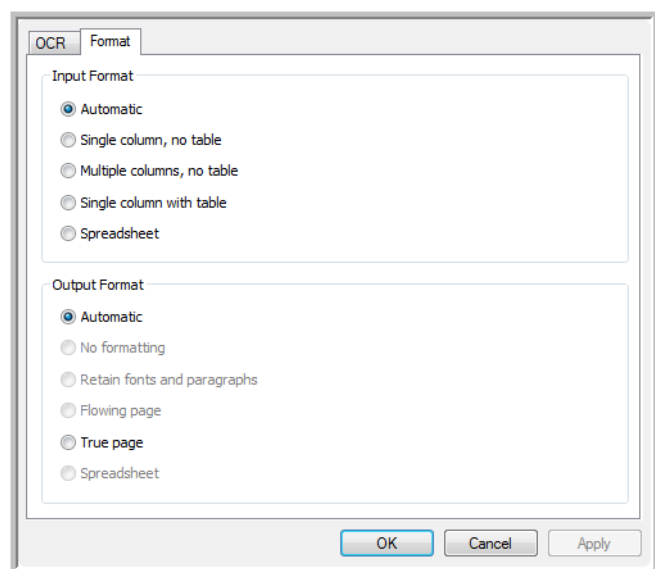 OCR Format
Input Format
Automatic
Single column, no table
Multiple columns, no table
Single column with table
Spreadsheet
Output Format
Automatic
No formatting
Retain fonts and paragraphs
Flowing page
True page
Spreadsheet
OK Cancel Apply